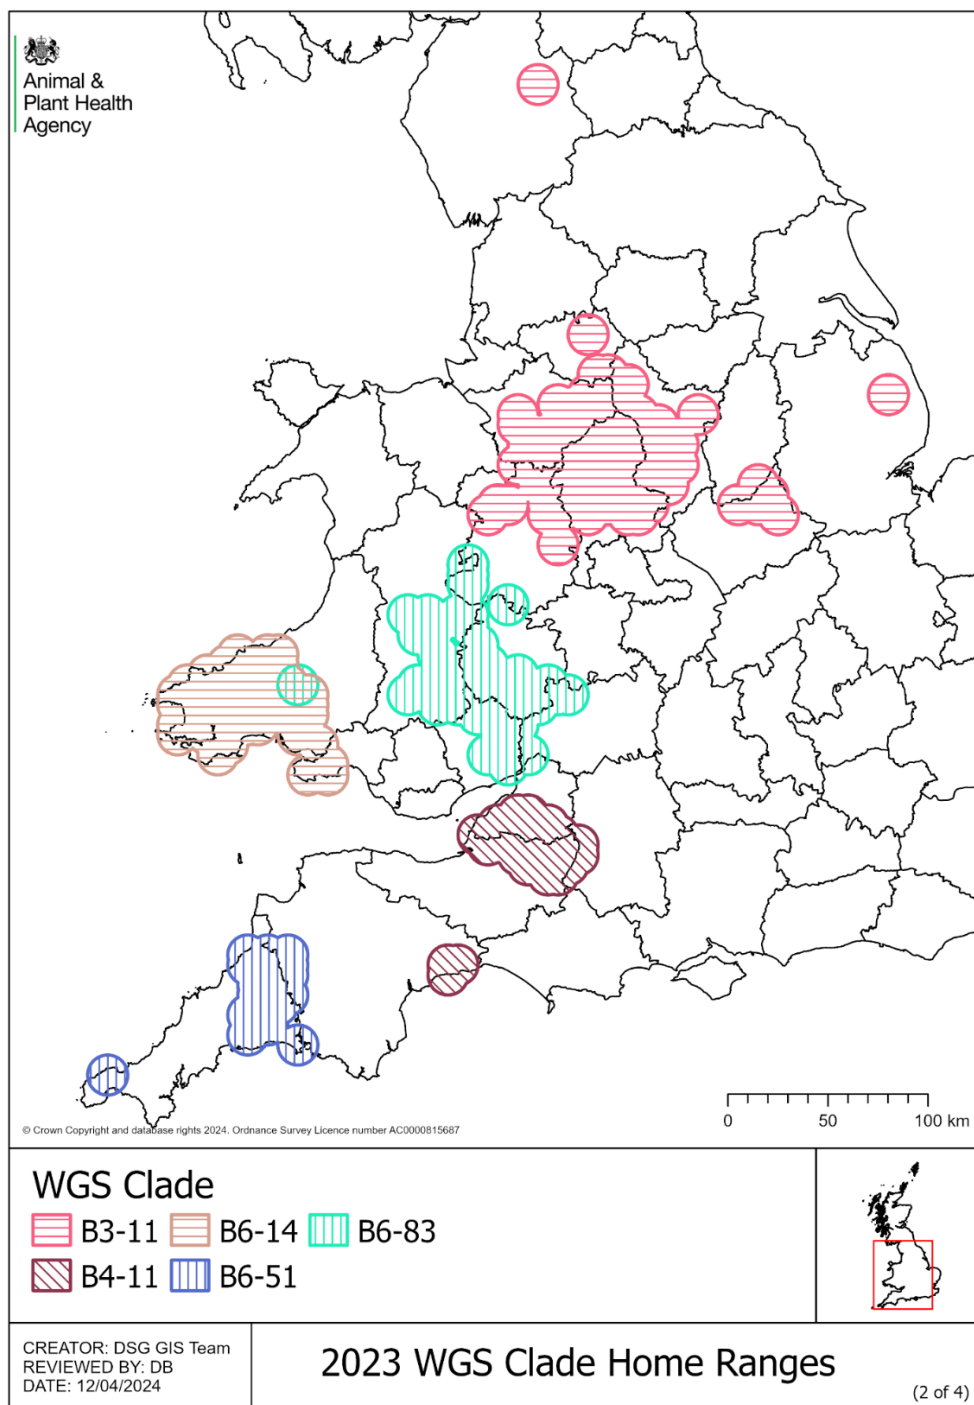 Animal &
Plant Health
Agency
0 50 100 km
© Crown Copyright and database rights 2024. Ordnance Survey Licence number AC0000815687
WGS Clade
B3-11 B6-14 B6-83
B4-11 B6-51
CREATOR: DSG GIS Team
REVIEWED BY: DB
DATE: 12/04/2024
2023 WGS Clade Home Ranges
(2 of 4)